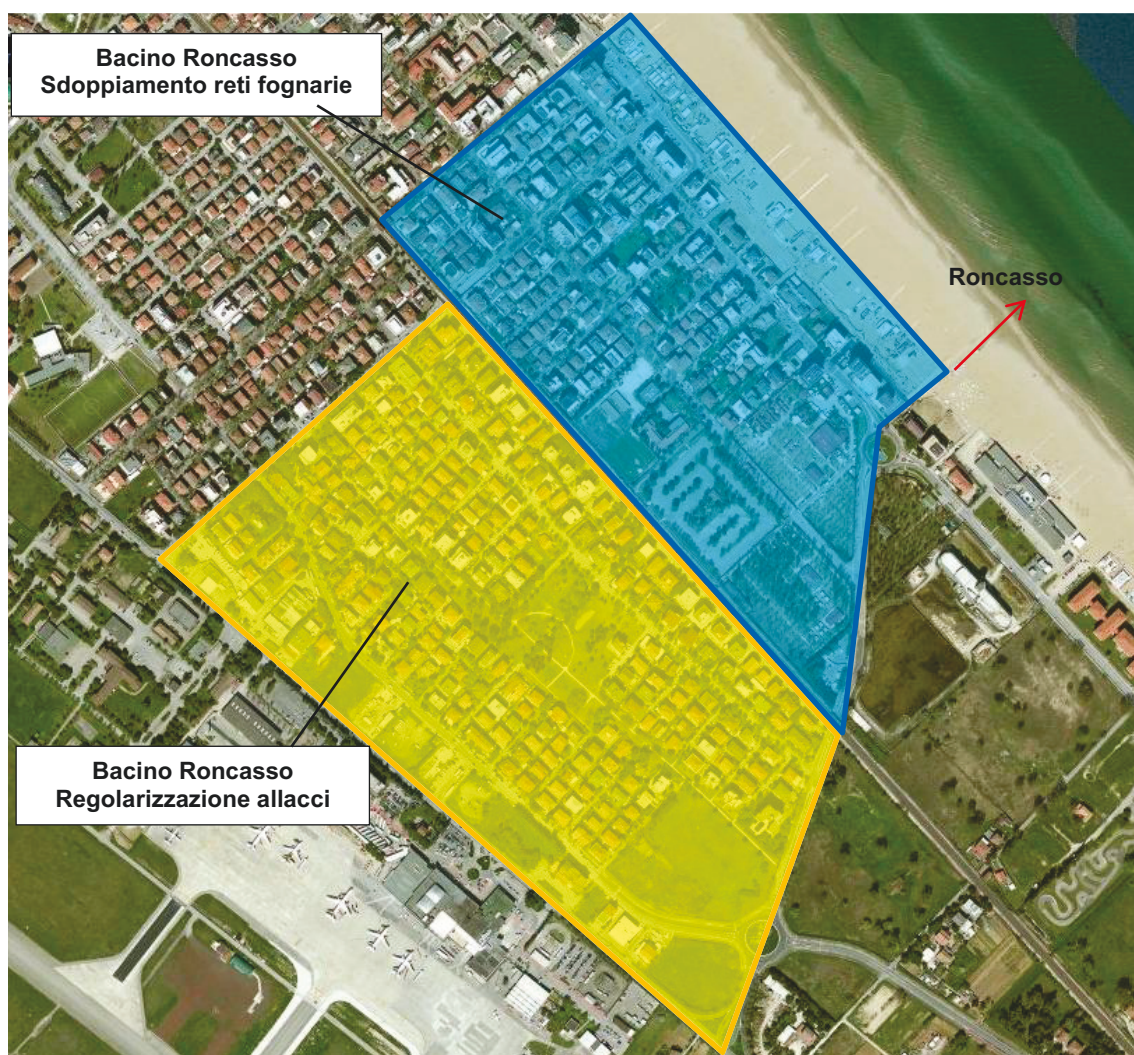 Bacino Roncasso
Sdoppiamento reti fognarie
Roncasso
Bacino Roncasso
Regolarizzazione allacci